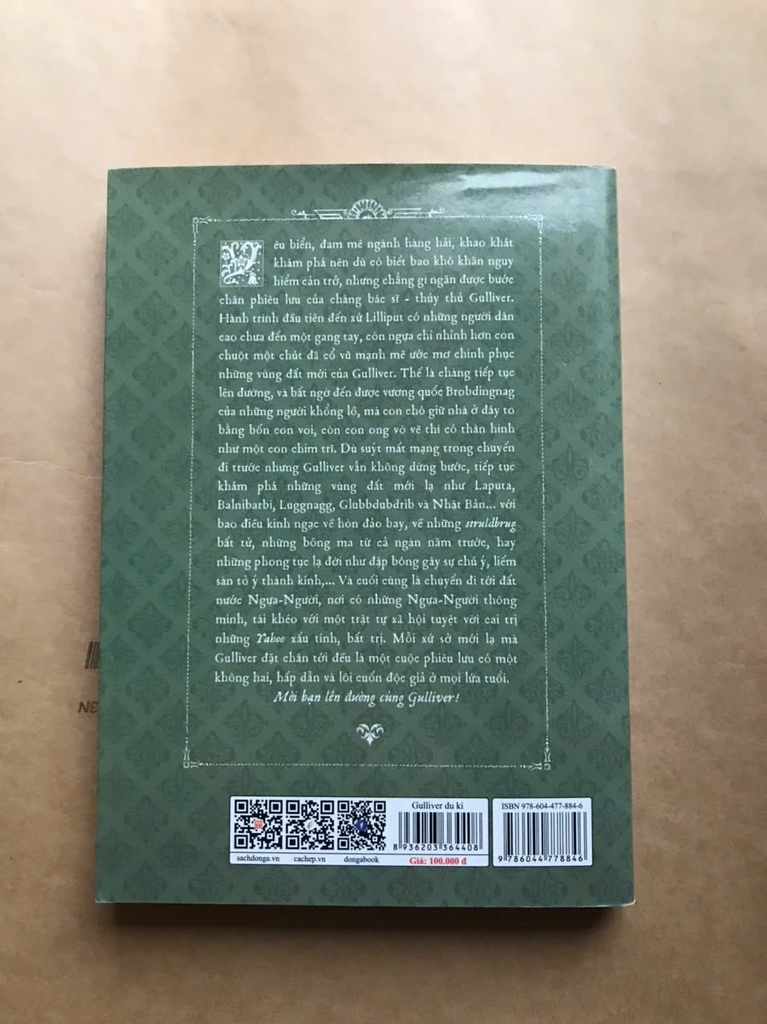 Yêu biển, đam mê ngành hàng hải, khao khát
khám phá nên dù có biết bao khó khăn nguy
hiểm cản trở, nhưng chẳng gì ngăn được bước
chân phiêu lưu của chàng bác sĩ - thủy thủ Gulliver.
Hành trình đầu tiên đến xứ Lilliput có những người dân
cao chưa đến một gang tay, còn ngựa chỉ nhỉnh hơn con
chuột một chút đã cổ vũ mạnh mẽ ước mơ chinh phục
những vùng đất mới của Gulliver. Thế là chàng tiếp tục
lên đường, và bất ngờ đến được vương quốc Brobdingnag
của những người khổng lồ, mà con chó giữ nhà ở đây to
bằng bốn con voi, còn con ong vò vẽ thì có thân hình
như một con chim trĩ. Dù suýt mất mạng trong chuyến
đi trước nhưng Gulliver vẫn không dừng bước, tiếp tục
khám phá những vùng đất mới lạ như Laputa,
Balnibarbi, Luggnagg, Glubbdubdrib và Nhật Bản... với
bao điều kinh ngạc về hòn đảo bay, về những struldbrug
bất tử, những bóng ma từ cả ngàn năm trước, hay
những phong tục lạ đời như đập bóng gây sự chú ý, liếm
sàn tỏ ý thành kính,... Và cuối cùng là chuyến đi tới đất
nước Ngựa-Người, nơi có những Ngựa-Người thông
minh, tài khéo với một trật tự xã hội tuyệt vời cai trị
những Yahoo xấu tính, bất trị. Mỗi xứ sở mới lạ mà
Gulliver đặt chân tới đều là một cuộc phiêu lưu có một
không hai, hấp dẫn và lôi cuốn độc giả ở mọi lứa tuổi.
Mời bạn lên đường cùng Gulliver!
Gulliver du kí
ISBN 978-604-477-884-6
8 936203 364408
sachdonga.vn
cachep.vn
dongabook
Giá: 100.000 đ
9 786044 778846